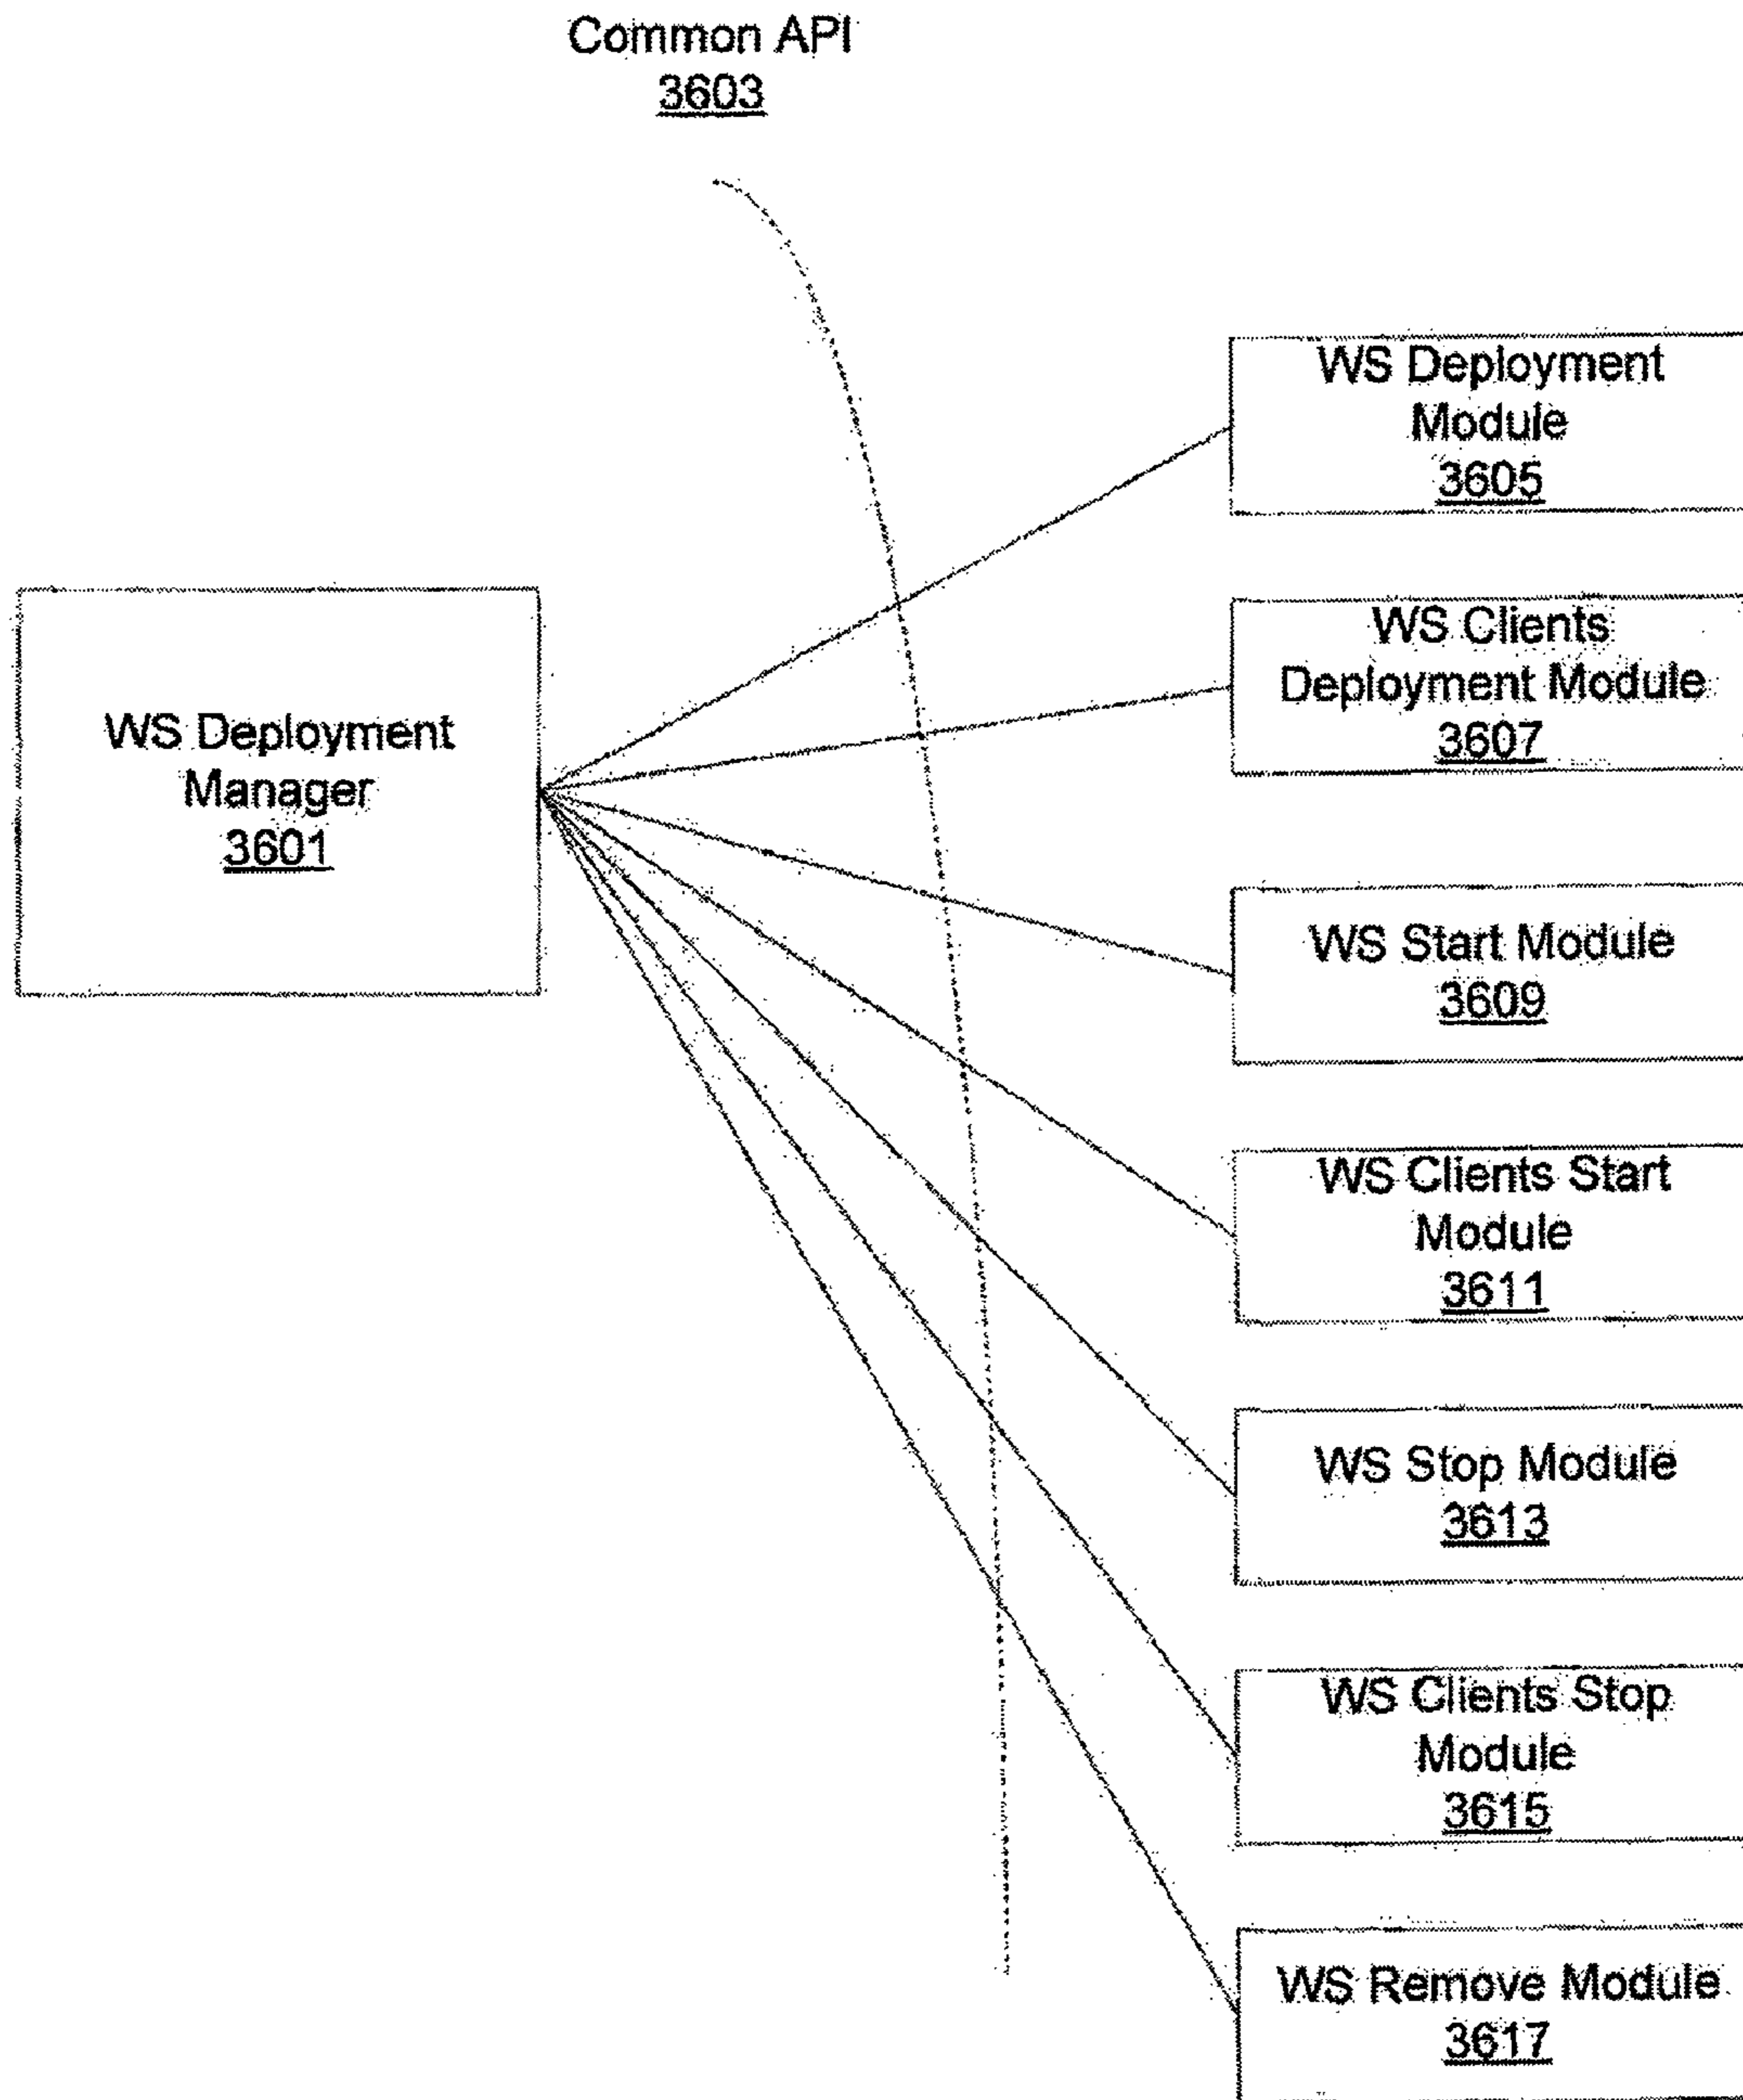 Common API
3603
WS Deployment
Module
3605
WS Clients
Deployment Module
3607
WS Deployment
Manager
3601
WS Start Module
3609
WS Clients Start
Module
3611
WS Stop Module
3613
WS Clients Stop
Module
3615
WS Remove Module
3617